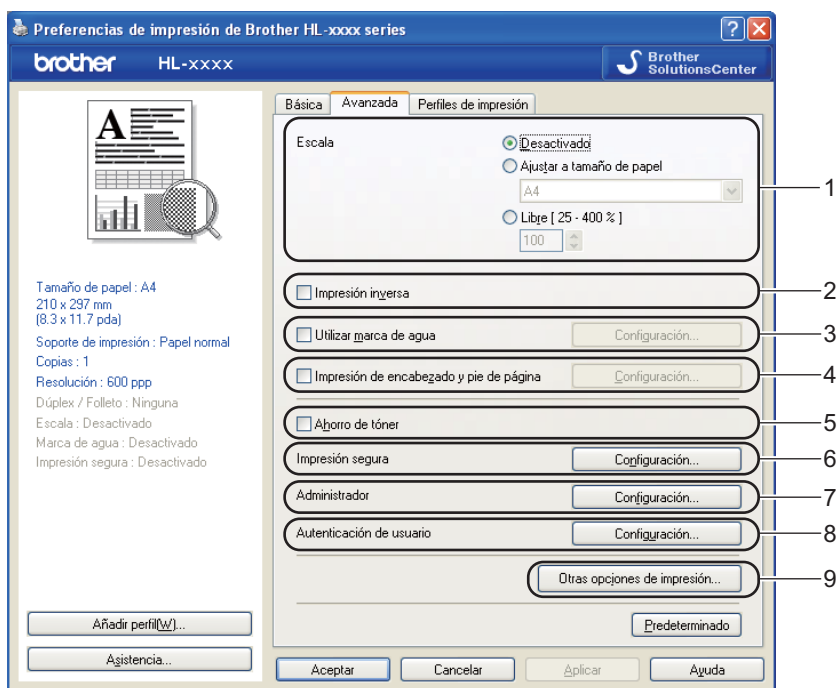 Preferencias de impresión de Brother HL-xxxx series
brother HL-xxxx
Brother
SolutionsCenter
A
Tamaño de papel : A4
210 x 297 mm
(8.3 x 11.7 pda)
Soporte de impresión : Papel normal
Copias : 1
Resolución : 600 ppp
Dúplex / Folleto : Ninguna
Escala : Desactivado
Marca de agua : Desactivado
Impresión segura : Desactivado
Añadir perfil(W)...
Asistencia...
Básica Avanzada Perfiles de impresión
Escala
Desactivado
Ajustar a tamaño de papel
A4
Libre [ 25 - 400 % ]
100
1
Impresión inversa
2
Utilizar marca de agua Configuración...
3
Impresión de encabezado y pie de página Configuración...
4
Ahorro de tóner
5
Impresión segura Configuración...
6
Administrador Configuración...
7
Autenticación de usuario Configuración...
8
Otras opciones de impresión...
9
Predeterminado
Aceptar Cancelar Aplicar Ayuda